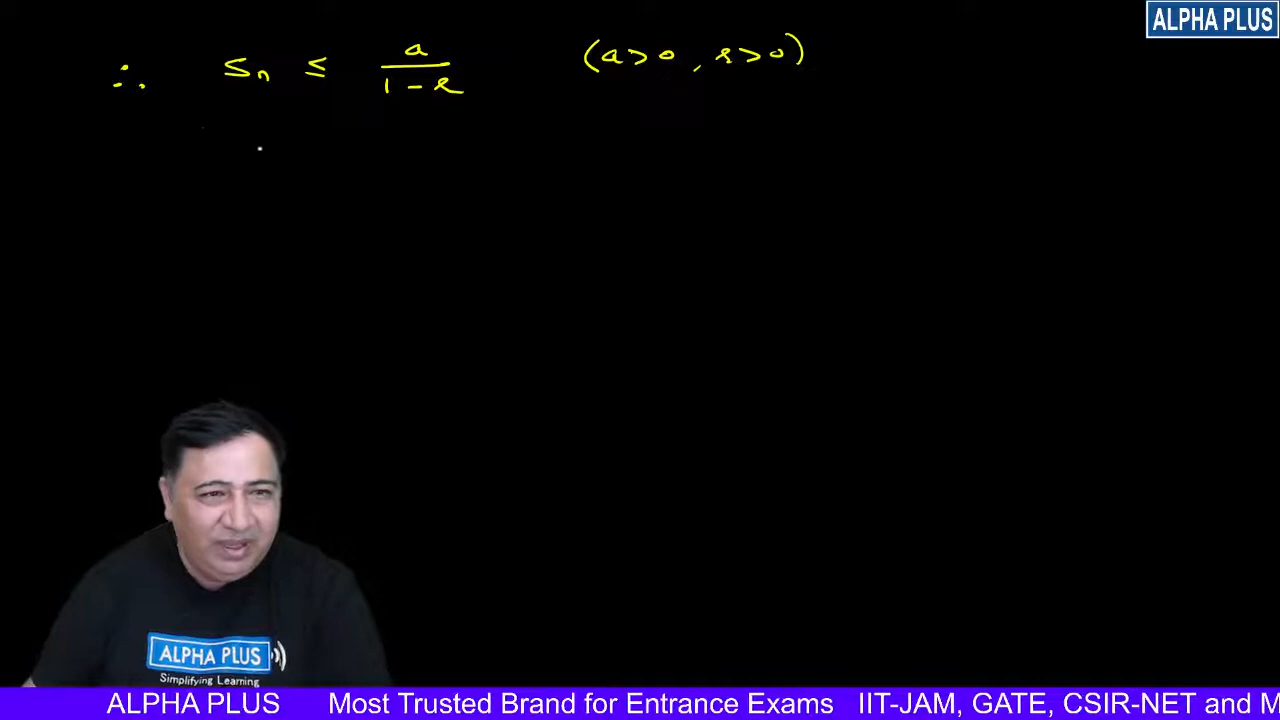 ALPHA PLUS
∴ Sₙ ≤ a/(1 - r) (a > 0, r > 0)
ALPHA PLUS
Simplifying Learning
ALPHA PLUS Most Trusted Brand for Entrance Exams IIT-JAM, GATE, CSIR-NET and M